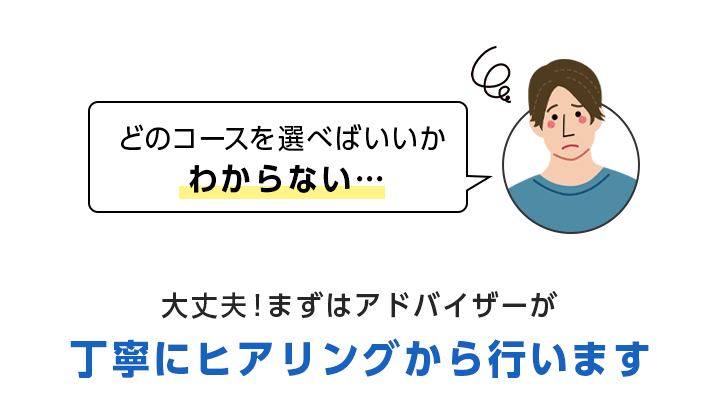 どのコースを選べばいいか
わからない…
大丈夫!まずはアドバイザーが
丁寧にヒアリングから行います